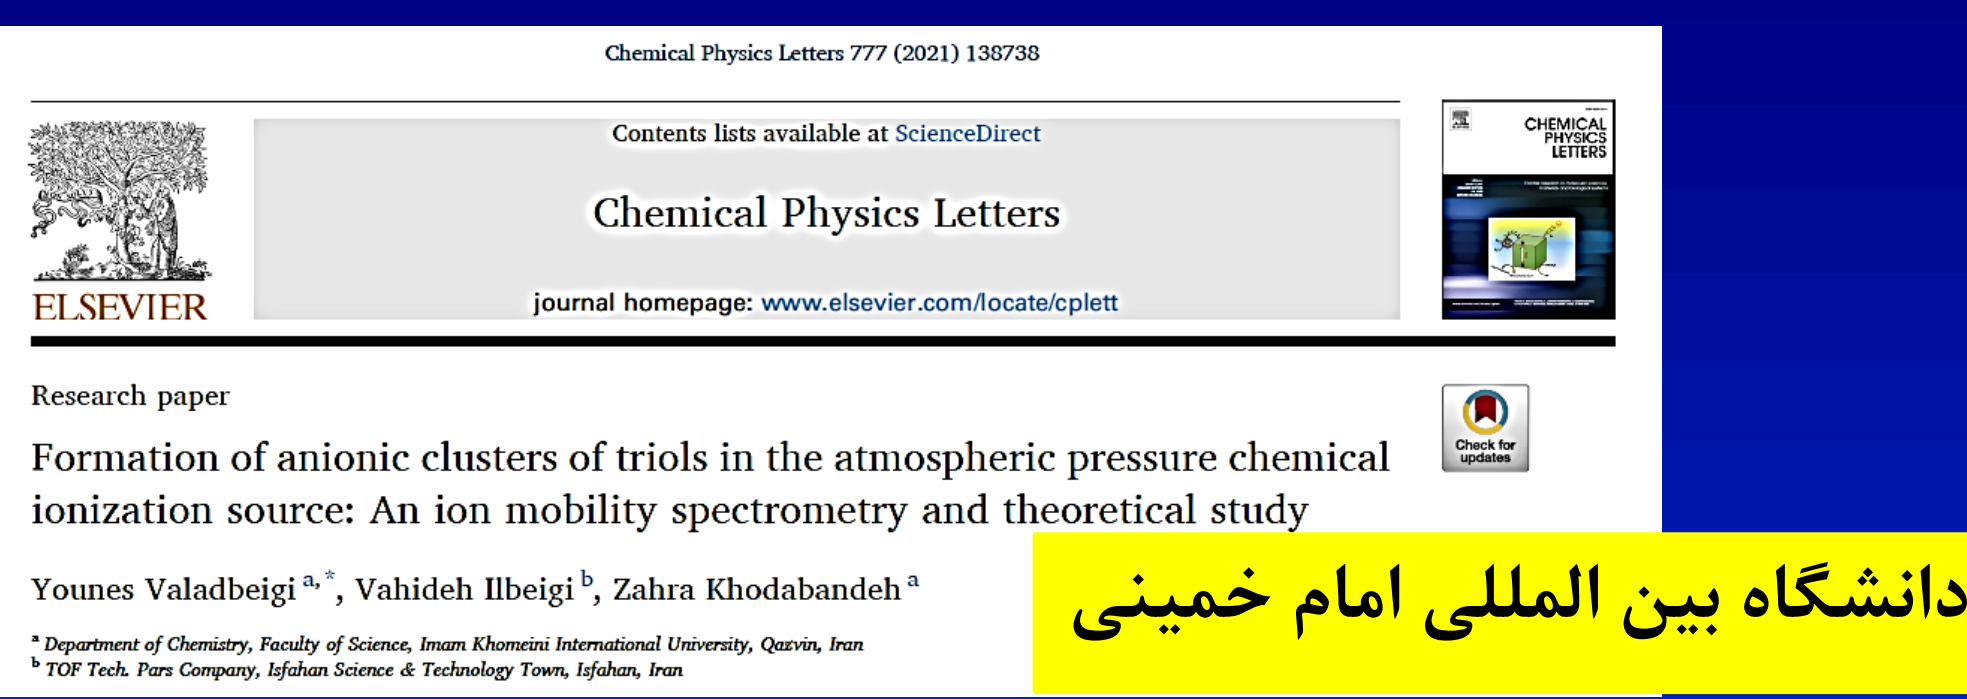 Chemical Physics Letters 777 (2021) 138738
Contents lists available at ScienceDirect
Chemical Physics Letters
journal homepage: www.elsevier.com/locate/cplett
ELSEVIER
CHEMICAL
PHYSICS
LETTERS
Research paper
Check for
updates
Formation of anionic clusters of triols in the atmospheric pressure chemical
ionization source: An ion mobility spectrometry and theoretical study
Younes Valadbeigi a, *, Vahideh Ilbeigi b, Zahra Khodabandeh a
دانشگاه بین المللی امام خمینی
a Department of Chemistry, Faculty of Science, Imam Khomeini International University, Qazvin, Iran
b TOF Tech. Pars Company, Isfahan Science & Technology Town, Isfahan, Iran